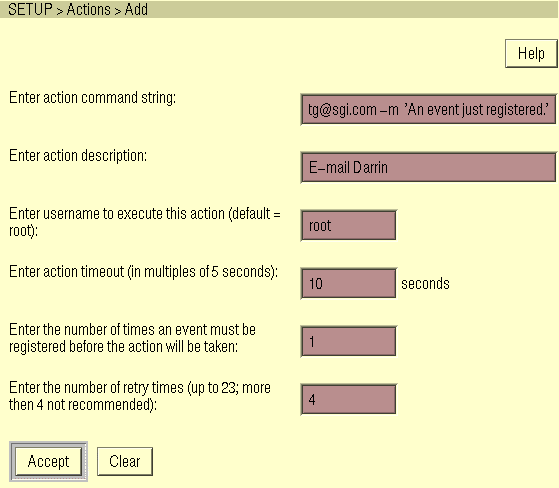 SETUP > Actions > Add
Help
Enter action command string:
tg@sgi.com –m 'An event just registered.'
Enter action description:
E–mail Darrin
Enter username to execute this action (default =
root):
root
Enter action timeout (in multiples of 5 seconds):
10 seconds
Enter the number of times an event must be
registered before the action will be taken:
1
Enter the number of retry times (up to 23; more
then 4 not recommended):
4
Accept Clear